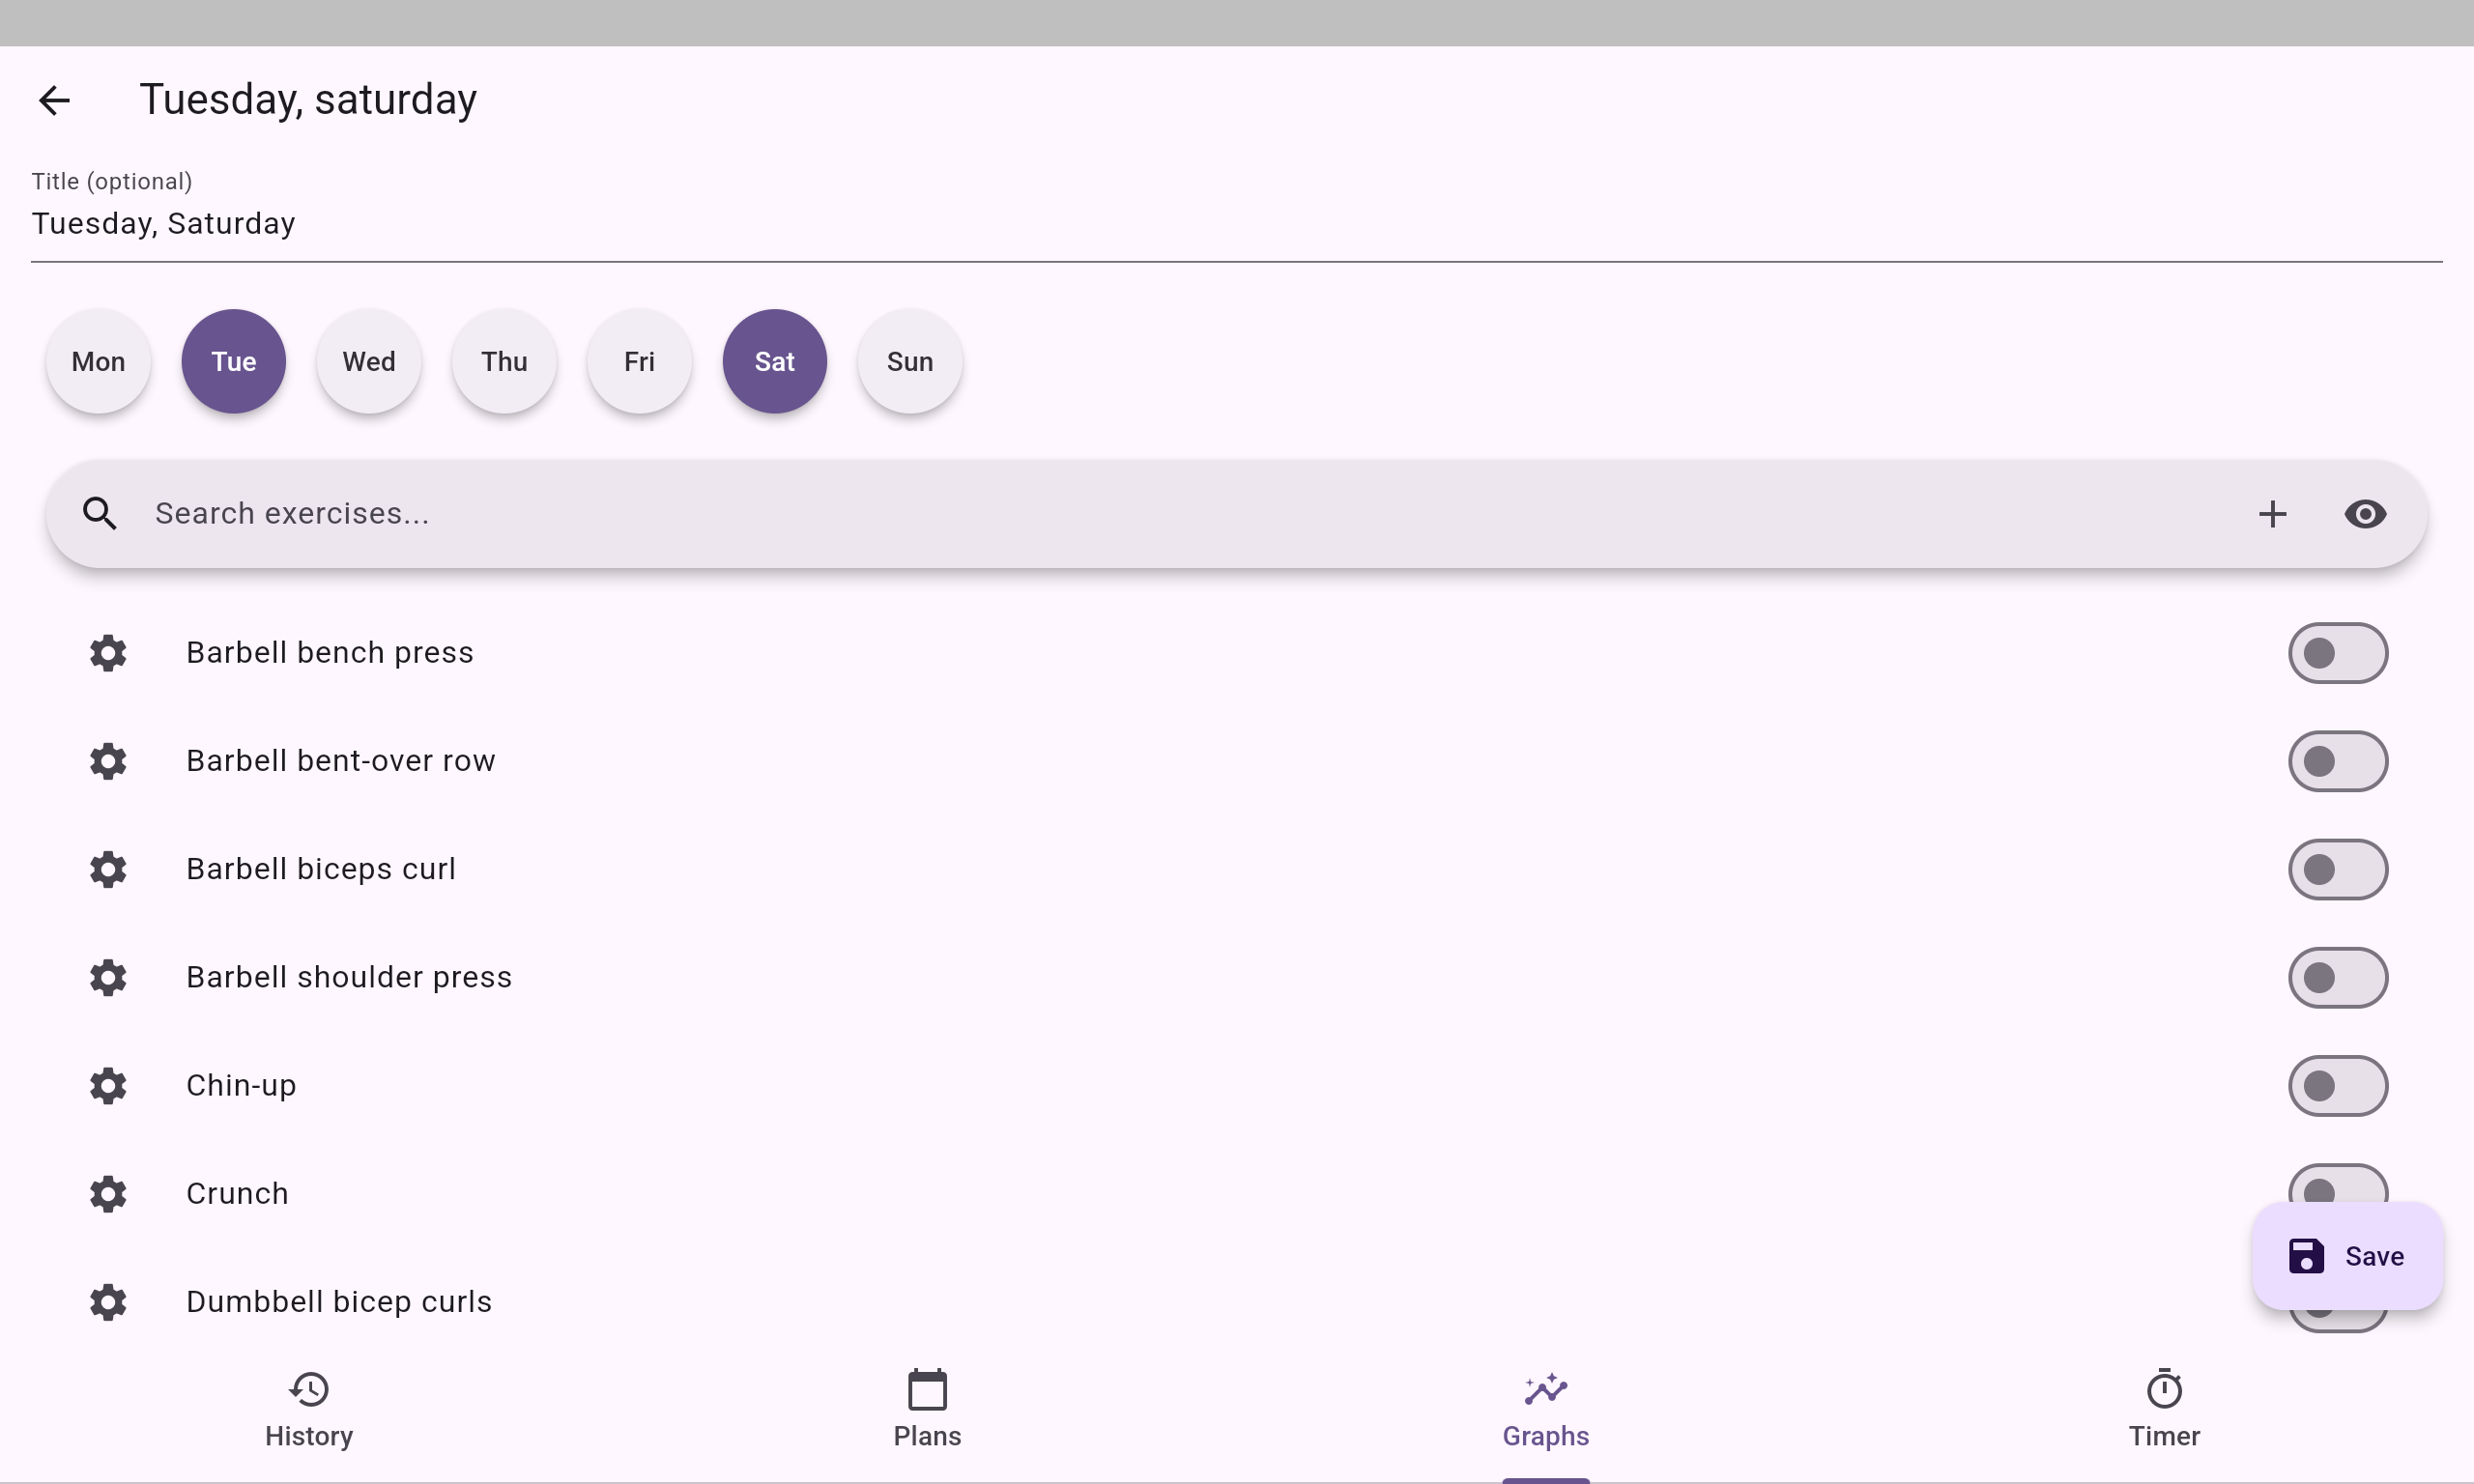 Tuesday, saturday
Title (optional)
Tuesday, Saturday
Mon Tue Wed Thu Fri Sat Sun
Search exercises...
Barbell bench press
Barbell bent-over row
Barbell biceps curl
Barbell shoulder press
Chin-up
Crunch
Save
Dumbbell bicep curls
History Plans Graphs Timer